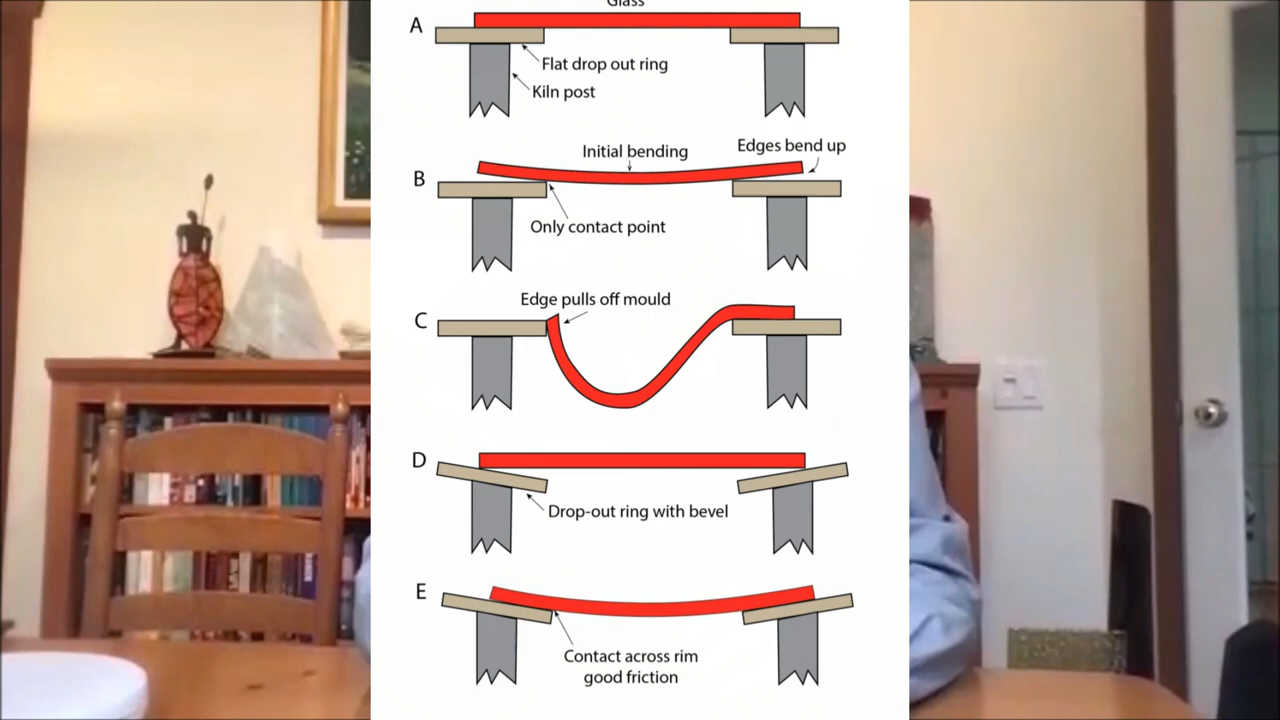 Glass
A
Flat drop out ring
Kiln post
Initial bending
Edges bend up
B
Only contact point
Edge pulls off mould
C
D
Drop-out ring with bevel
E
Contact across rim
good friction